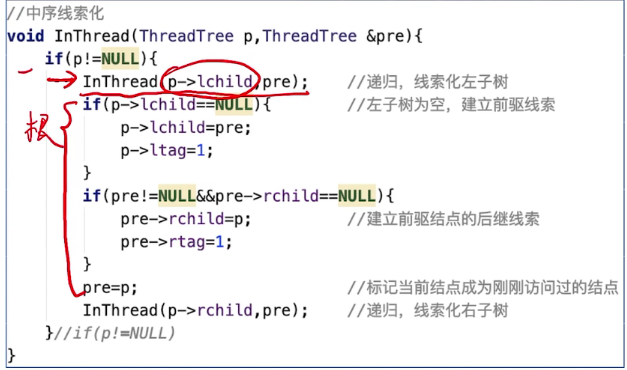 //中序线索化
void InThread(ThreadTree p,ThreadTree &pre){
if(p!=NULL){
InThread(p->lchild,pre); //递归，线索化左子树
if(p->lchild==NULL){ //左子树为空，建立前驱线索
p->lchild=pre;
p->ltag=1;
}
if(pre!=NULL&&pre->rchild==NULL){
pre->rchild=p; //建立前驱结点的后继线索
pre->rtag=1;
}
pre=p; //标记当前结点成为刚刚访问过的结点
InThread(p->rchild,pre); //递归，线索化右子树
}//if(p!=NULL)
}
根